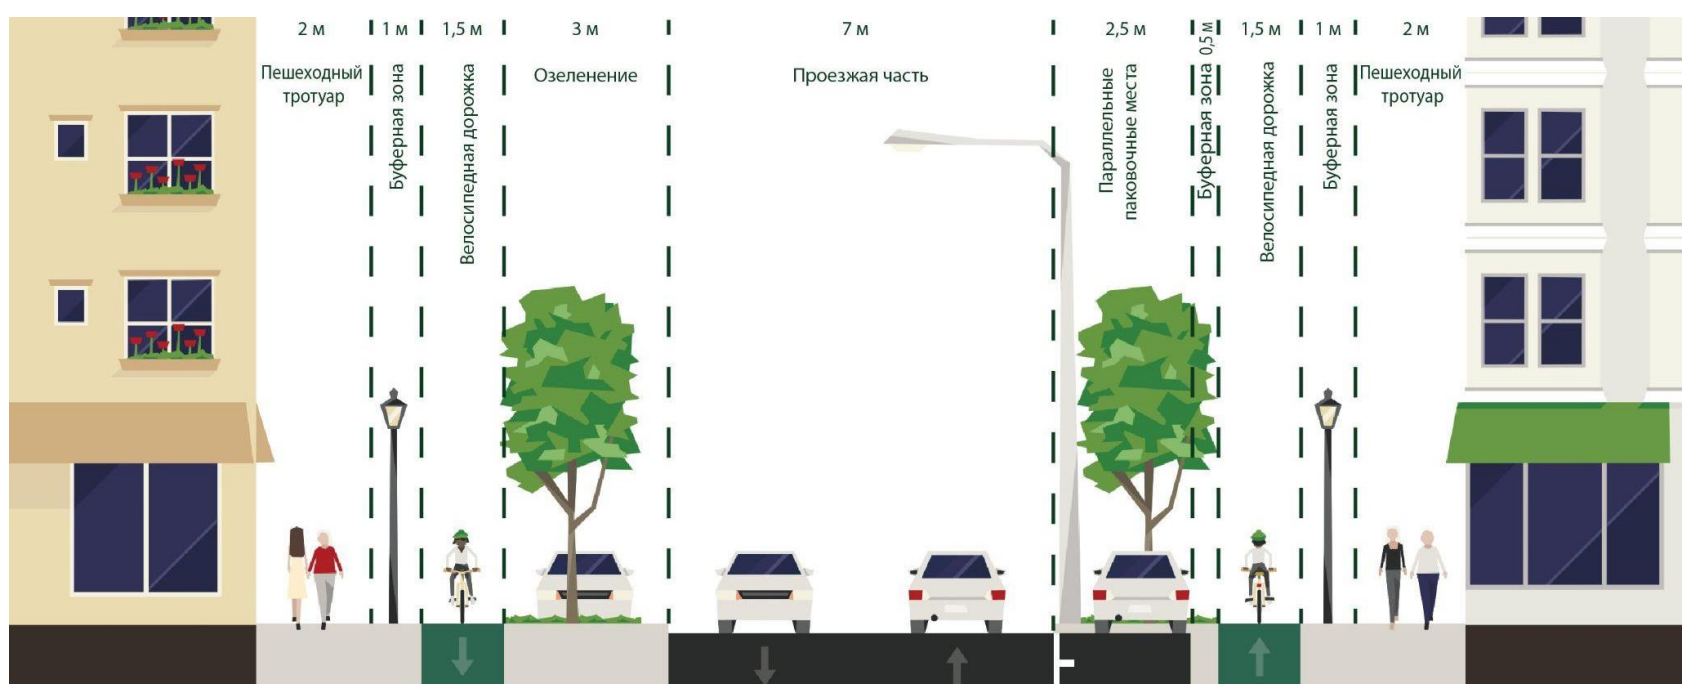 2 м
Пешеходный
тротуар
1 м
Буферная зона
1,5 м
Велосипедная дорожка
3 м
Озеленение
7 м
Проезжая часть
2,5 м
Параллельные
паковочные места
Буферная зона 0,5 м
1,5 м
Велосипедная дорожка
1 м
Буферная зона
2 м
Пешеходный
тротуар